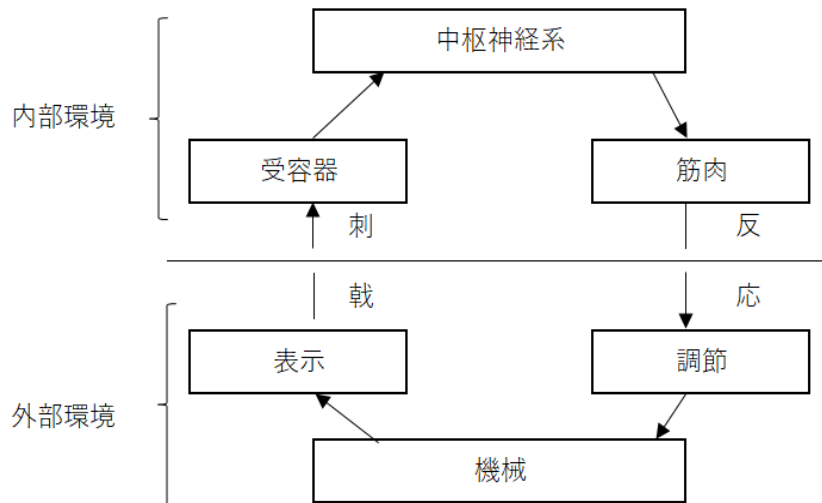 中枢神経系
内部環境
受容器
筋肉
刺
反
戟
応
表示
調節
外部環境
機械